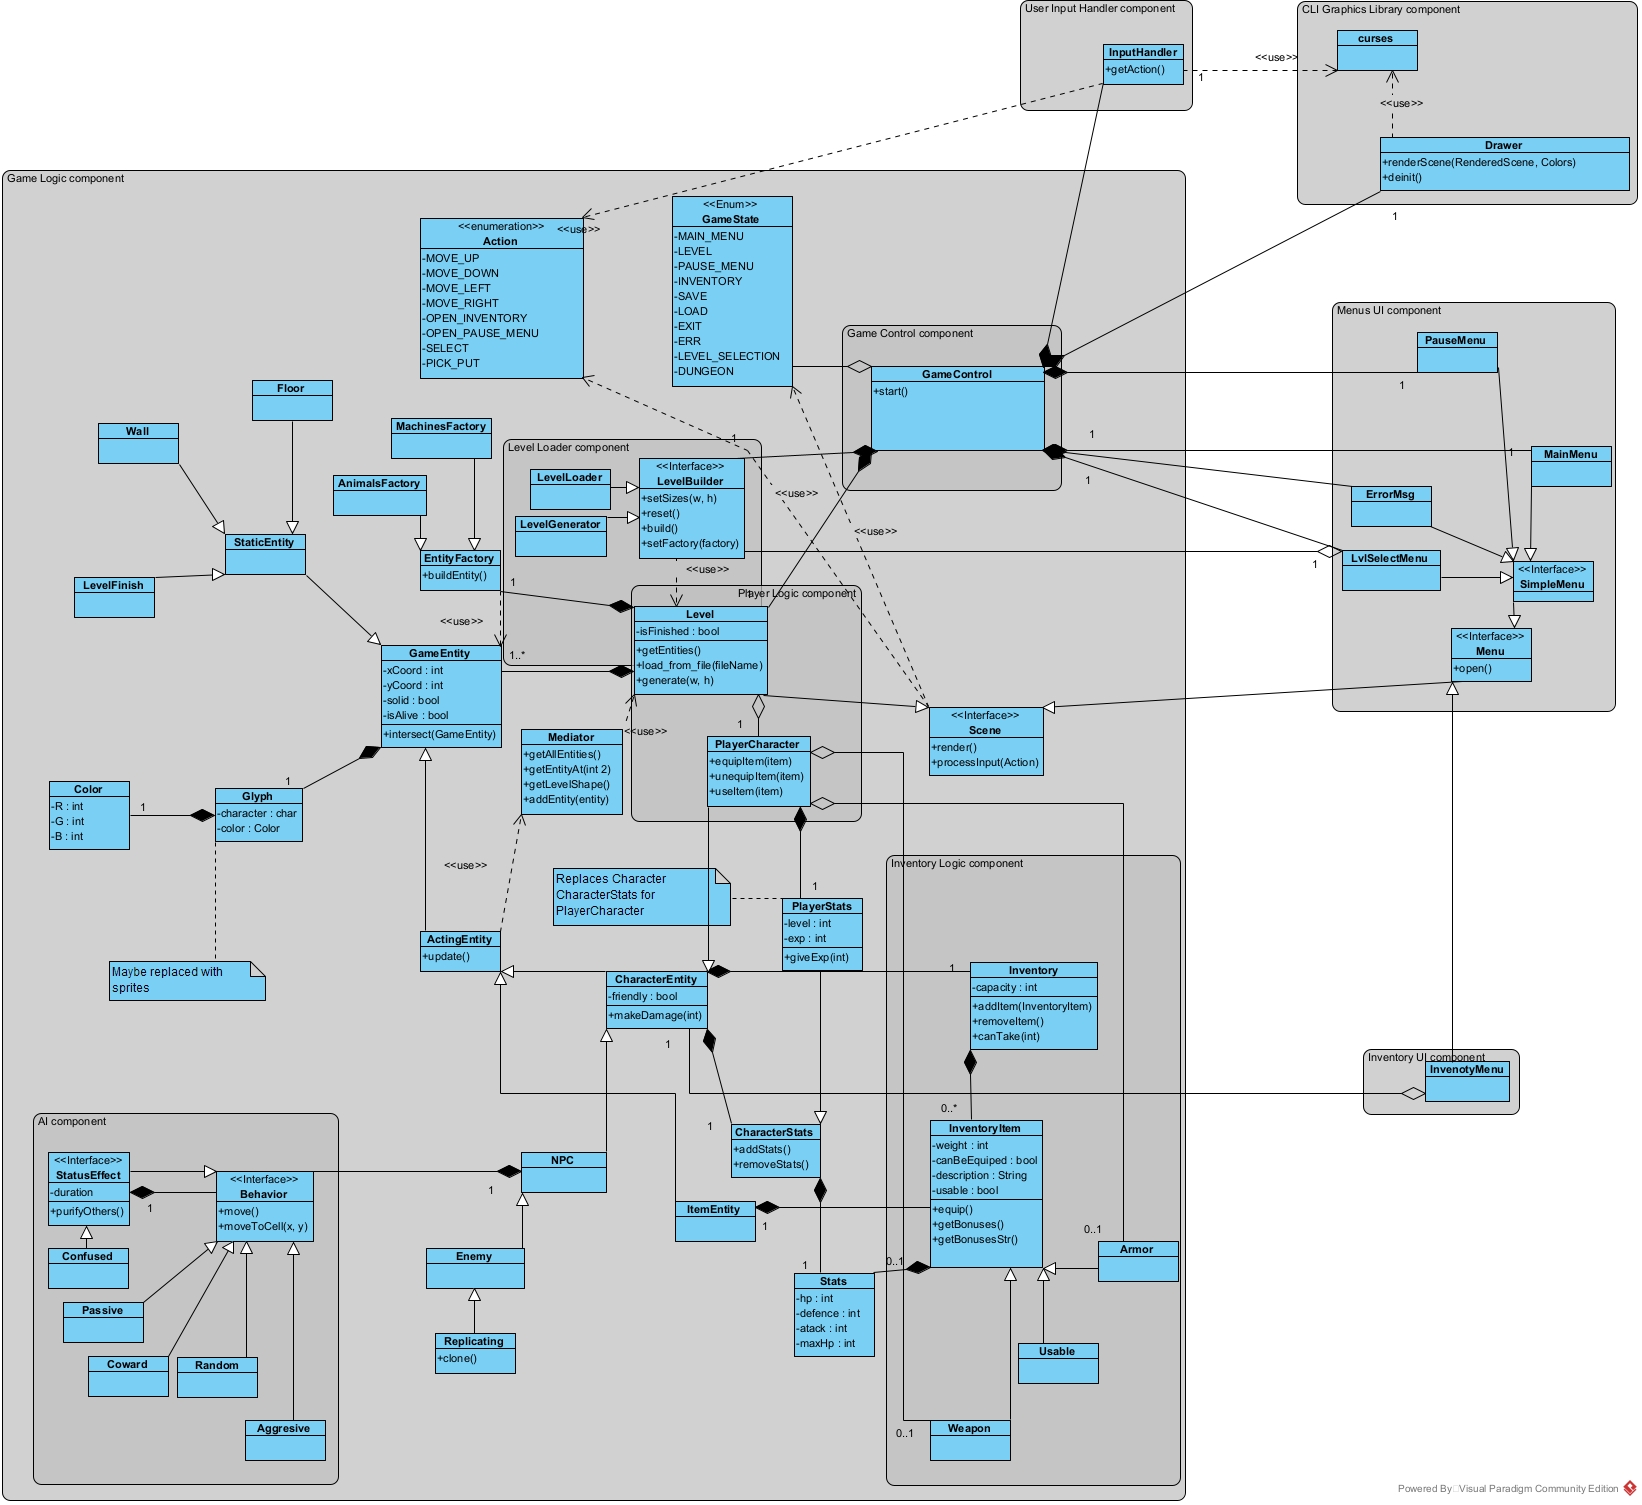 User Input Handler component
InputHandler
+getAction()
1
<<use>>
CLI Graphics Library component
curses
<<use>>
Drawer
+renderScene(RenderedScene, Colors)
+deinit()
1
Game Logic component
<<enumeration>>
Action
-MOVE_UP
-MOVE_DOWN
-MOVE_LEFT
-MOVE_RIGHT
-OPEN_INVENTORY
-OPEN_PAUSE_MENU
-SELECT
-PICK_PUT
<<use>>
<<Enum>>
GameState
-MAIN_MENU
-LEVEL
-PAUSE_MENU
-INVENTORY
-SAVE
-LOAD
-EXIT
-ERR
-LEVEL_SELECTION
-DUNGEON
Game Control component
GameControl
+start()
Menus UI component
PauseMenu
1
1
1
MainMenu
1
ErrorMsg
LvlSelectMenu
1
<<Interface>>
SimpleMenu
<<Interface>>
Menu
+open()
Floor
Wall
MachinesFactory
AnimalsFactory
StaticEntity
LevelFinish
EntityFactory
+buildEntity()
1
<<use>>
Level Loader component
1
LevelLoader
LevelGenerator
<<Interface>>
LevelBuilder
+setSizes(w, h)
+reset()
+build()
+setFactory(factory)
<<use>>
<<use>>
<<use>>
Player Logic component
1
Level
-isFinished : bool
+getEntities()
+load_from_file(fileName)
+generate(w, h)
1..*
GameEntity
-xCoord : int
-yCoord : int
-solid : bool
-isAlive : bool
+intersect(GameEntity)
<<Interface>>
Scene
+render()
+processInput(Action)
Mediator
+getAllEntities()
+getEntityAt(int 2)
+getLevelShape()
+addEntity(entity)
<<use>>
1
PlayerCharacter
+equipItem(item)
+unequipItem(item)
+useItem(item)
Color
-R : int
-G : int
-B : int
1
Glyph
-character : char
-color : Color
1
Maybe replaced with
sprites
<<use>>
Replaces Character
CharacterStats for
PlayerCharacter
1
PlayerStats
-level : int
-exp : int
+giveExp(int)
ActingEntity
+update()
CharacterEntity
-friendly : bool
+makeDamage(int)
1
1
Inventory Logic component
1
Inventory
-capacity : int
+addItem(InventoryItem)
+removeItem()
+canTake(int)
0..*
Inventory UI component
InvenotyMenu
CharacterStats
+addStats()
+removeStats()
InventoryItem
-weight : int
-canBeEquiped : bool
-description : String
-usable : bool
+equip()
+getBonuses()
+getBonusesStr()
AI component
<<Interface>>
StatusEffect
-duration
+purifyOthers()
1
<<Interface>>
Behavior
+move()
+moveToCell(x, y)
1
NPC
ItemEntity
1
Confused
Passive
Coward
Random
Aggresive
Enemy
Replicating
+clone()
1
0..1
Stats
-hp : int
-defence : int
-atack : int
-maxHp : int
0..1
Armor
Usable
0..1
Weapon
Powered By Visual Paradigm Community Edition